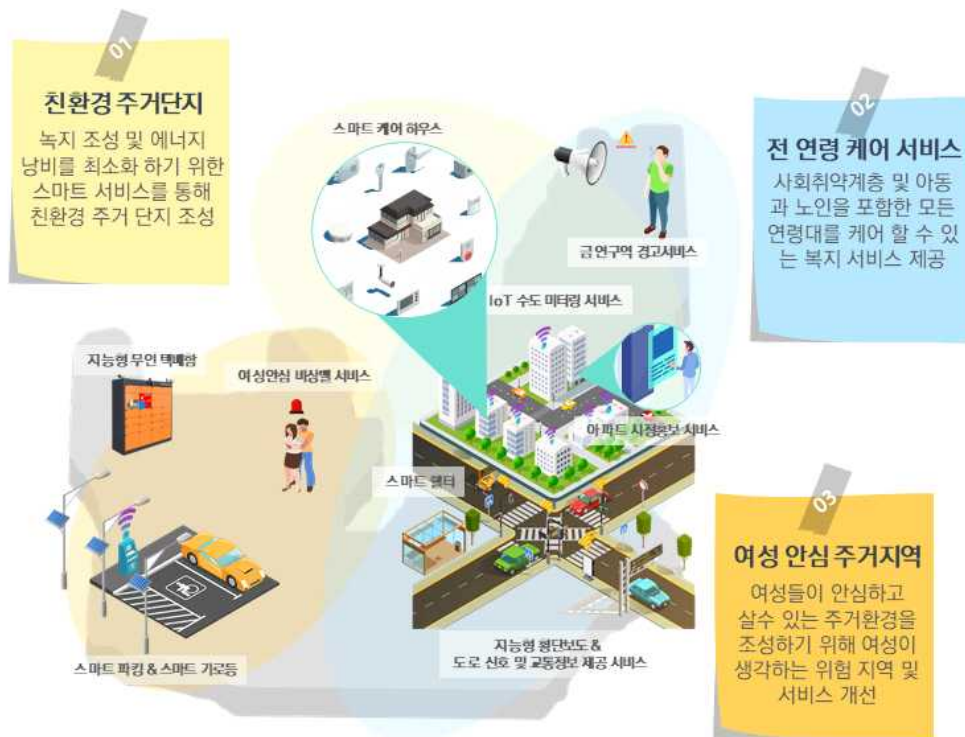 01
친환경 주거단지
녹지 조성 및 에너지
낭비를 최소화 하기 위한
스마트 서비스를 통해
친환경 주거 단지 조성
02
전 연령 케어 서비스
사회취약계층 및 아동
과 노인을 포함한 모든
연령대를 케어 할 수 있
는 복지 서비스 제공
스마트 케어 하우스
금연구역 경고서비스
IoT 수도 미터링 서비스
지능형 무인 택배함
여성안심 비상벨 서비스
아파트 시정홍보 서비스
스마트 쉘터
03
여성 안심 주거지역
여성들이 안심하고
살수 있는 주거환경을
조성하기 위해 여성이
생각하는 위험 지역 및
서비스 개선
스마트 파킹 & 스마트 가로등
지능형 횡단보도 &
도로 신호 및 교통정보 제공 서비스